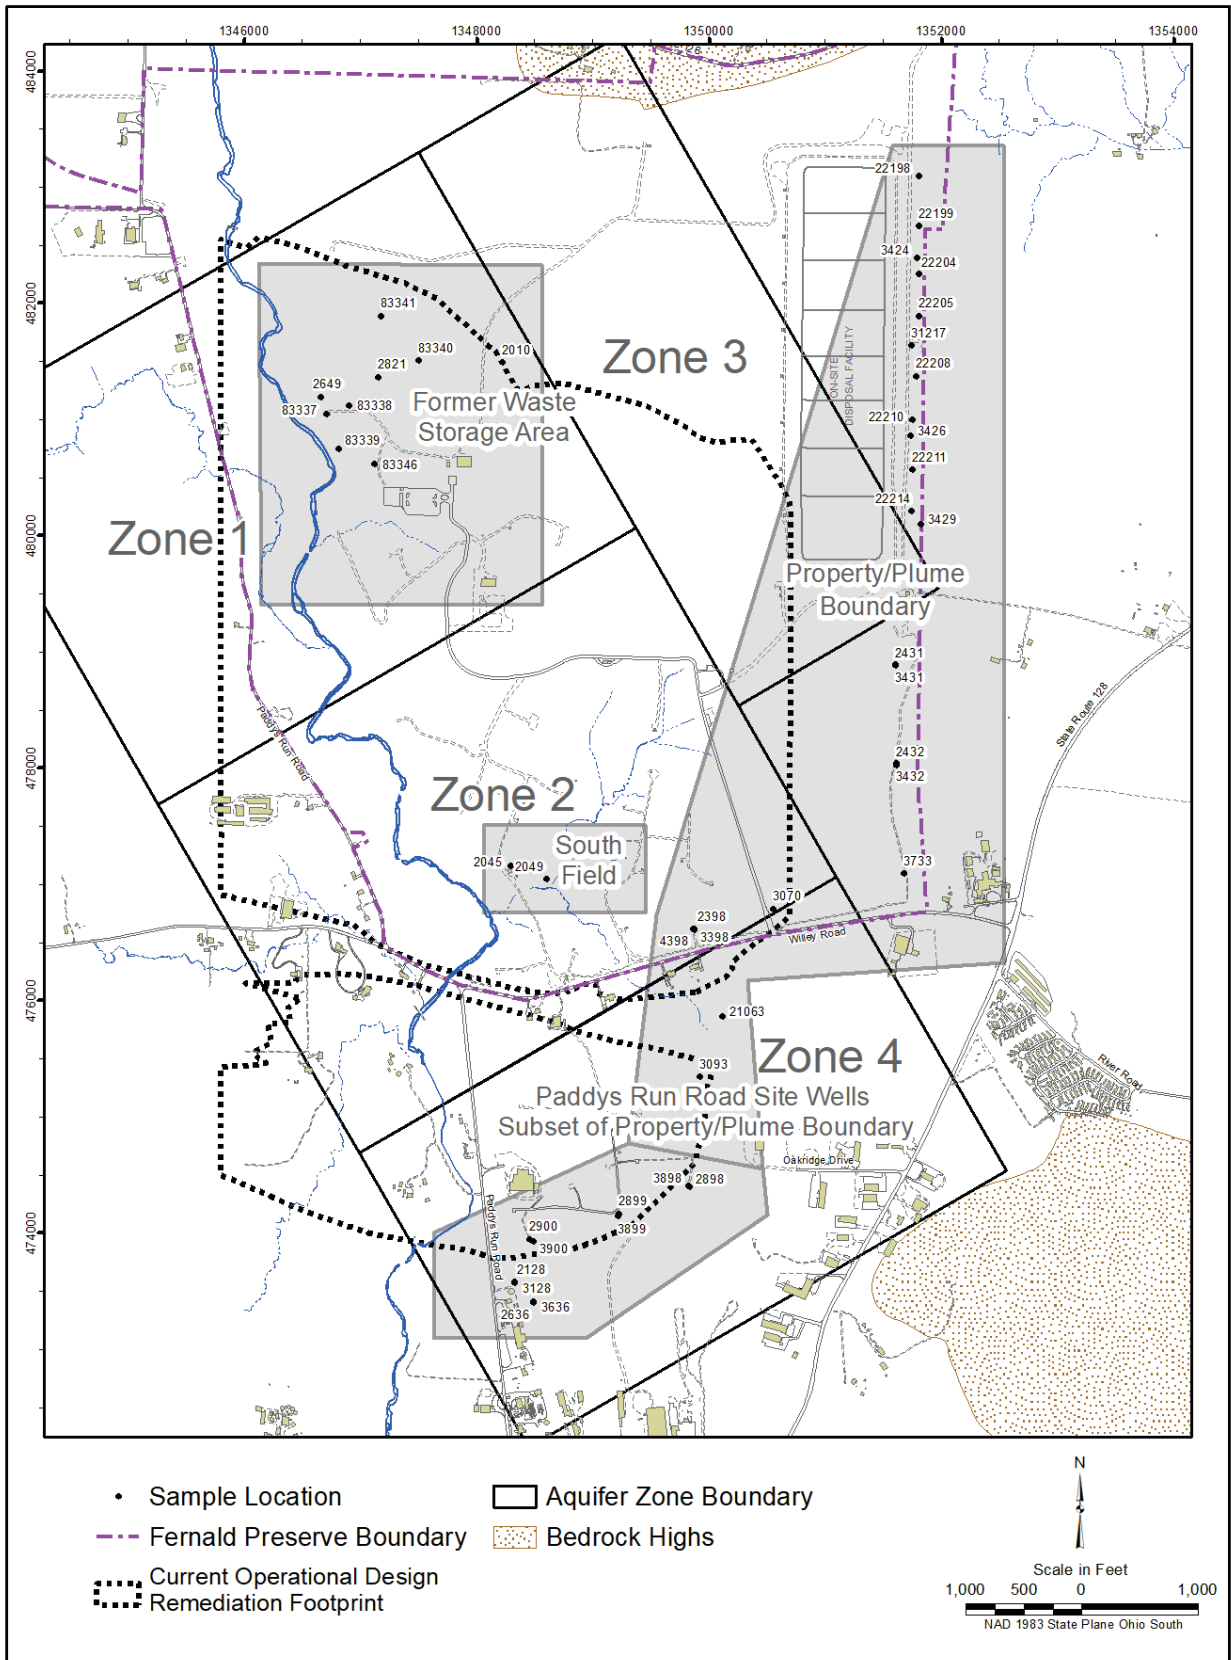 1346000
1348000
1350000
1352000
1354000
484000
482000
480000
478000
476000
474000
22198
22199
3424
22204
22205
31217
22208
22210
3426
22211
22214
3429
ON-SITE
DISPOSAL FACILITY
83341
83340
2010
2821
2649
83338
83337
83339
83346
Former Waste
Storage Area
Zone 3
Zone 1
Property/Plume
Boundary
2431
3431
2432
3432
3733
State Route 128
Paddys Run Road
Zone 2
South
Field
2045
2049
3070
2398
4398
3398
Willey Road
21063
Zone 4
3093
River Road
Paddys Run Road Site Wells
Subset of Property/Plume Boundary
Oakridge Drive
3898
2898
2899
3899
2900
3900
Paddys Run Road
2128
3128
3636
2636
Sample Location
Fernald Preserve Boundary
Current Operational Design
Remediation Footprint
Aquifer Zone Boundary
Bedrock Highs
N
Scale in Feet
1,000 500 0 1,000
NAD 1983 State Plane Ohio South